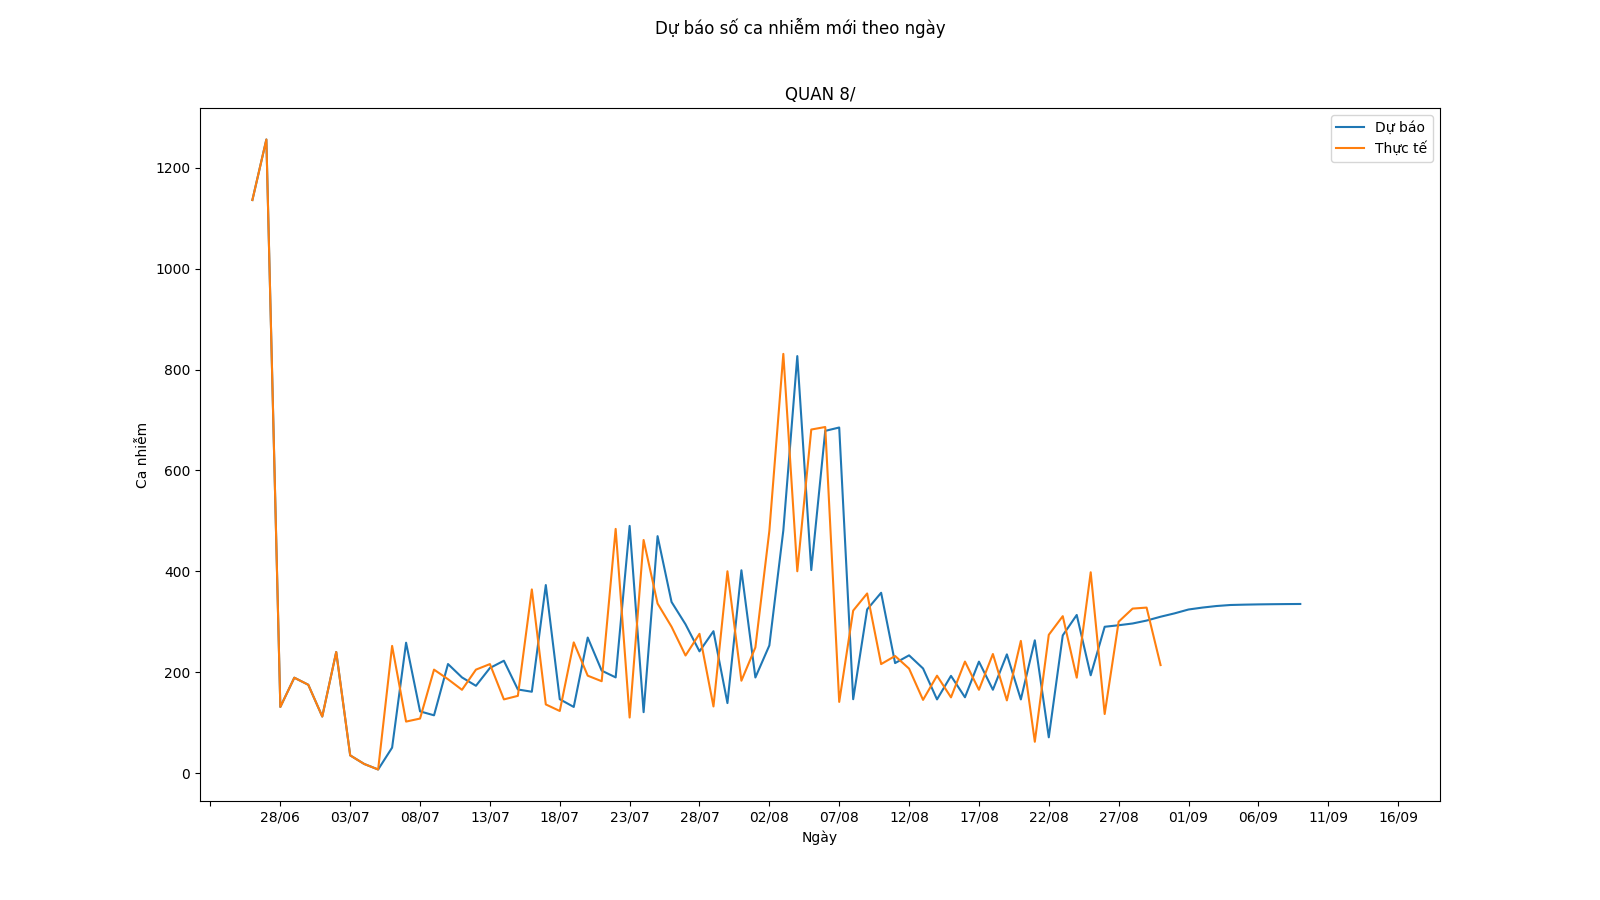 Dự báo số ca nhiễm mới theo ngày
QUAN 8/
Dự báo
Thực tế
1200
1000
800
600
400
200
0
Ca nhiễm
28/06 03/07 08/07 13/07 18/07 23/07 28/07 02/08 07/08 12/08 17/08 22/08 27/08 01/09 06/09 11/09 16/09
Ngày